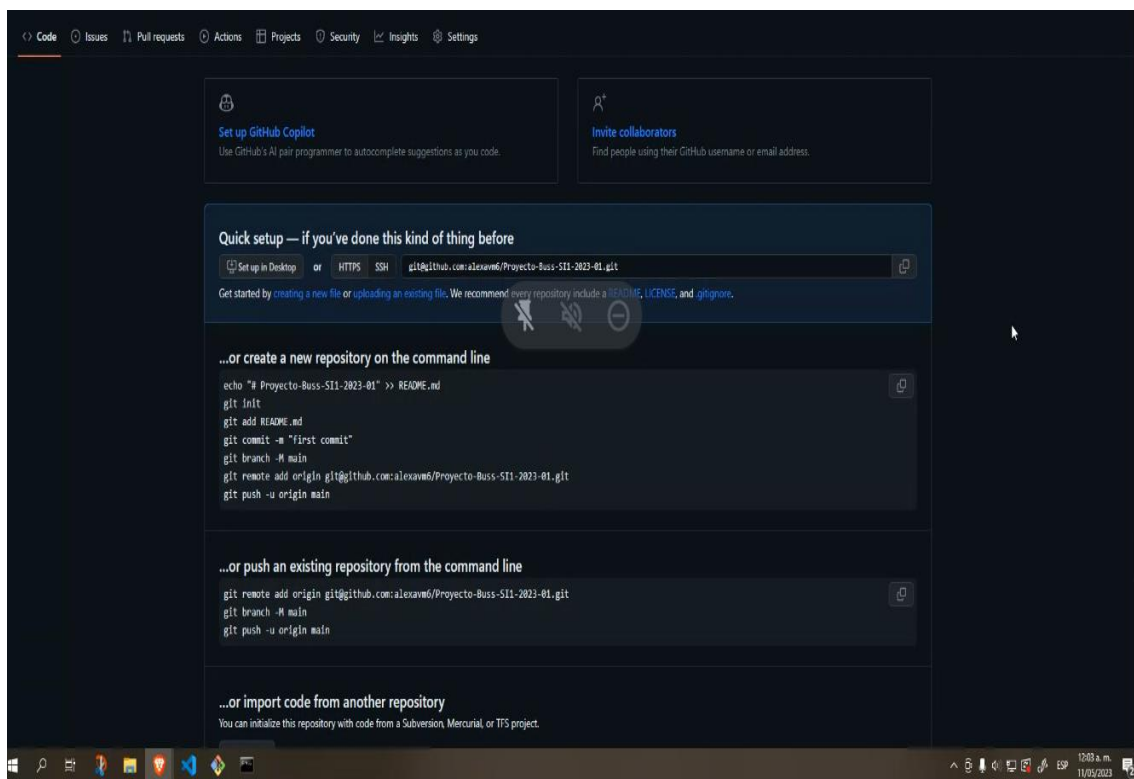 Code Issues Pull requests Actions Projects Security Insights Settings
Set up GitHub Copilot
Use GitHub's AI pair programmer to autocomplete suggestions as you code.
Invite collaborators
Find people using their GitHub username or email address.
Quick setup — if you've done this kind of thing before
Set up in Desktop or HTTPS SSH git@github.com:alexavm6/Proyecto-Buss-SI1-2023-01.git
Get started by creating a new file or uploading an existing file. We recommend every repository include a README, LICENSE, and .gitignore.
...or create a new repository on the command line
echo "# Proyecto-Buss-SI1-2023-01" >> README.md
git init
git add README.md
git commit -m "first commit"
git branch -M main
git remote add origin git@github.com:alexavm6/Proyecto-Buss-SI1-2023-01.git
git push -u origin main
...or push an existing repository from the command line
git remote add origin git@github.com:alexavm6/Proyecto-Buss-SI1-2023-01.git
git branch -M main
git push -u origin main
...or import code from another repository
You can initialize this repository with code from a Subversion, Mercurial, or TFS project.
ESP
12:03 a. m.
11/05/2023